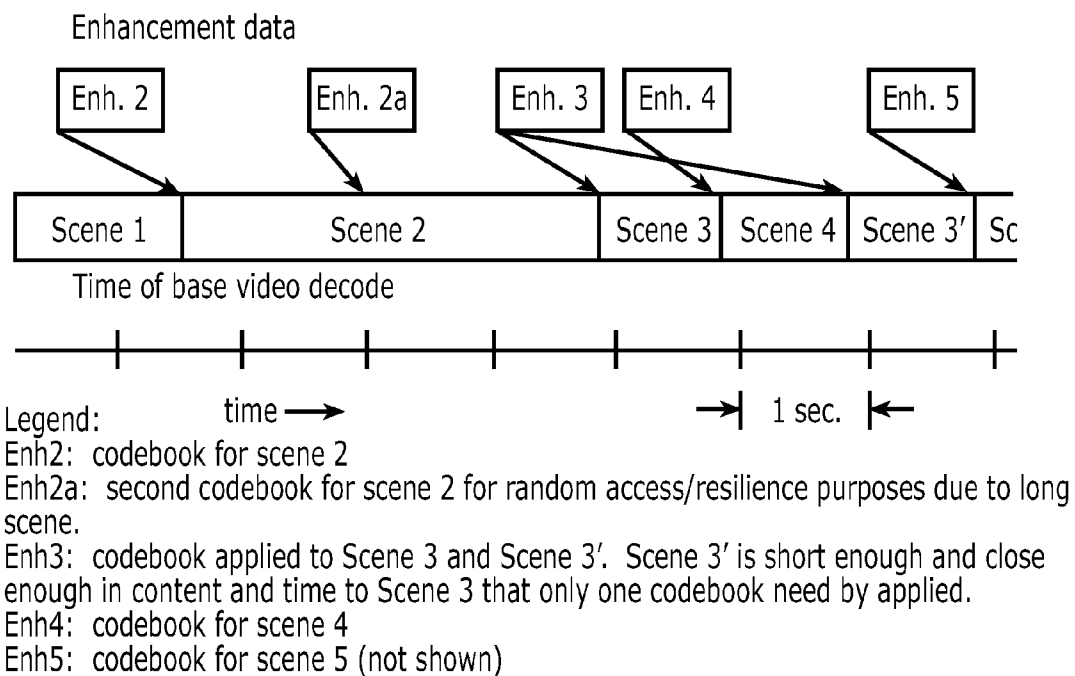 Enhancement data
Enh. 2
Enh. 2a
Enh. 3
Enh. 4
Enh. 5
Scene 1
Scene 2
Scene 3
Scene 4
Scene 3′
Sc
Time of base video decode
time
1 sec.
Legend:
Enh2: codebook for scene 2
Enh2a: second codebook for scene 2 for random access/resilience purposes due to long
scene.
Enh3: codebook applied to Scene 3 and Scene 3′. Scene 3′ is short enough and close
enough in content and time to Scene 3 that only one codebook need by applied.
Enh4: codebook for scene 4
Enh5: codebook for scene 5 (not shown)